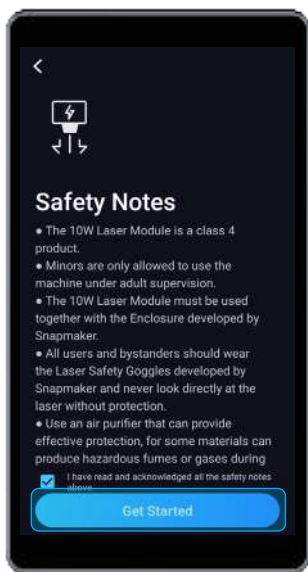 Safety Notes
● The 10W Laser Module is a class 4
product.
● Minors are only allowed to use the
machine under adult supervision.
● The 10W Laser Module must be used
together with the Enclosure developed by
Snapmaker.
● All users and bystanders should wear
the Laser Safety Goggles developed by
Snapmaker and never look directly at the
laser without protection.
● Use an air purifier that can provide
effective protection, for some materials can
produce hazardous fumes or gases during
I have read and acknowledged all the safety notes
above.
Get Started